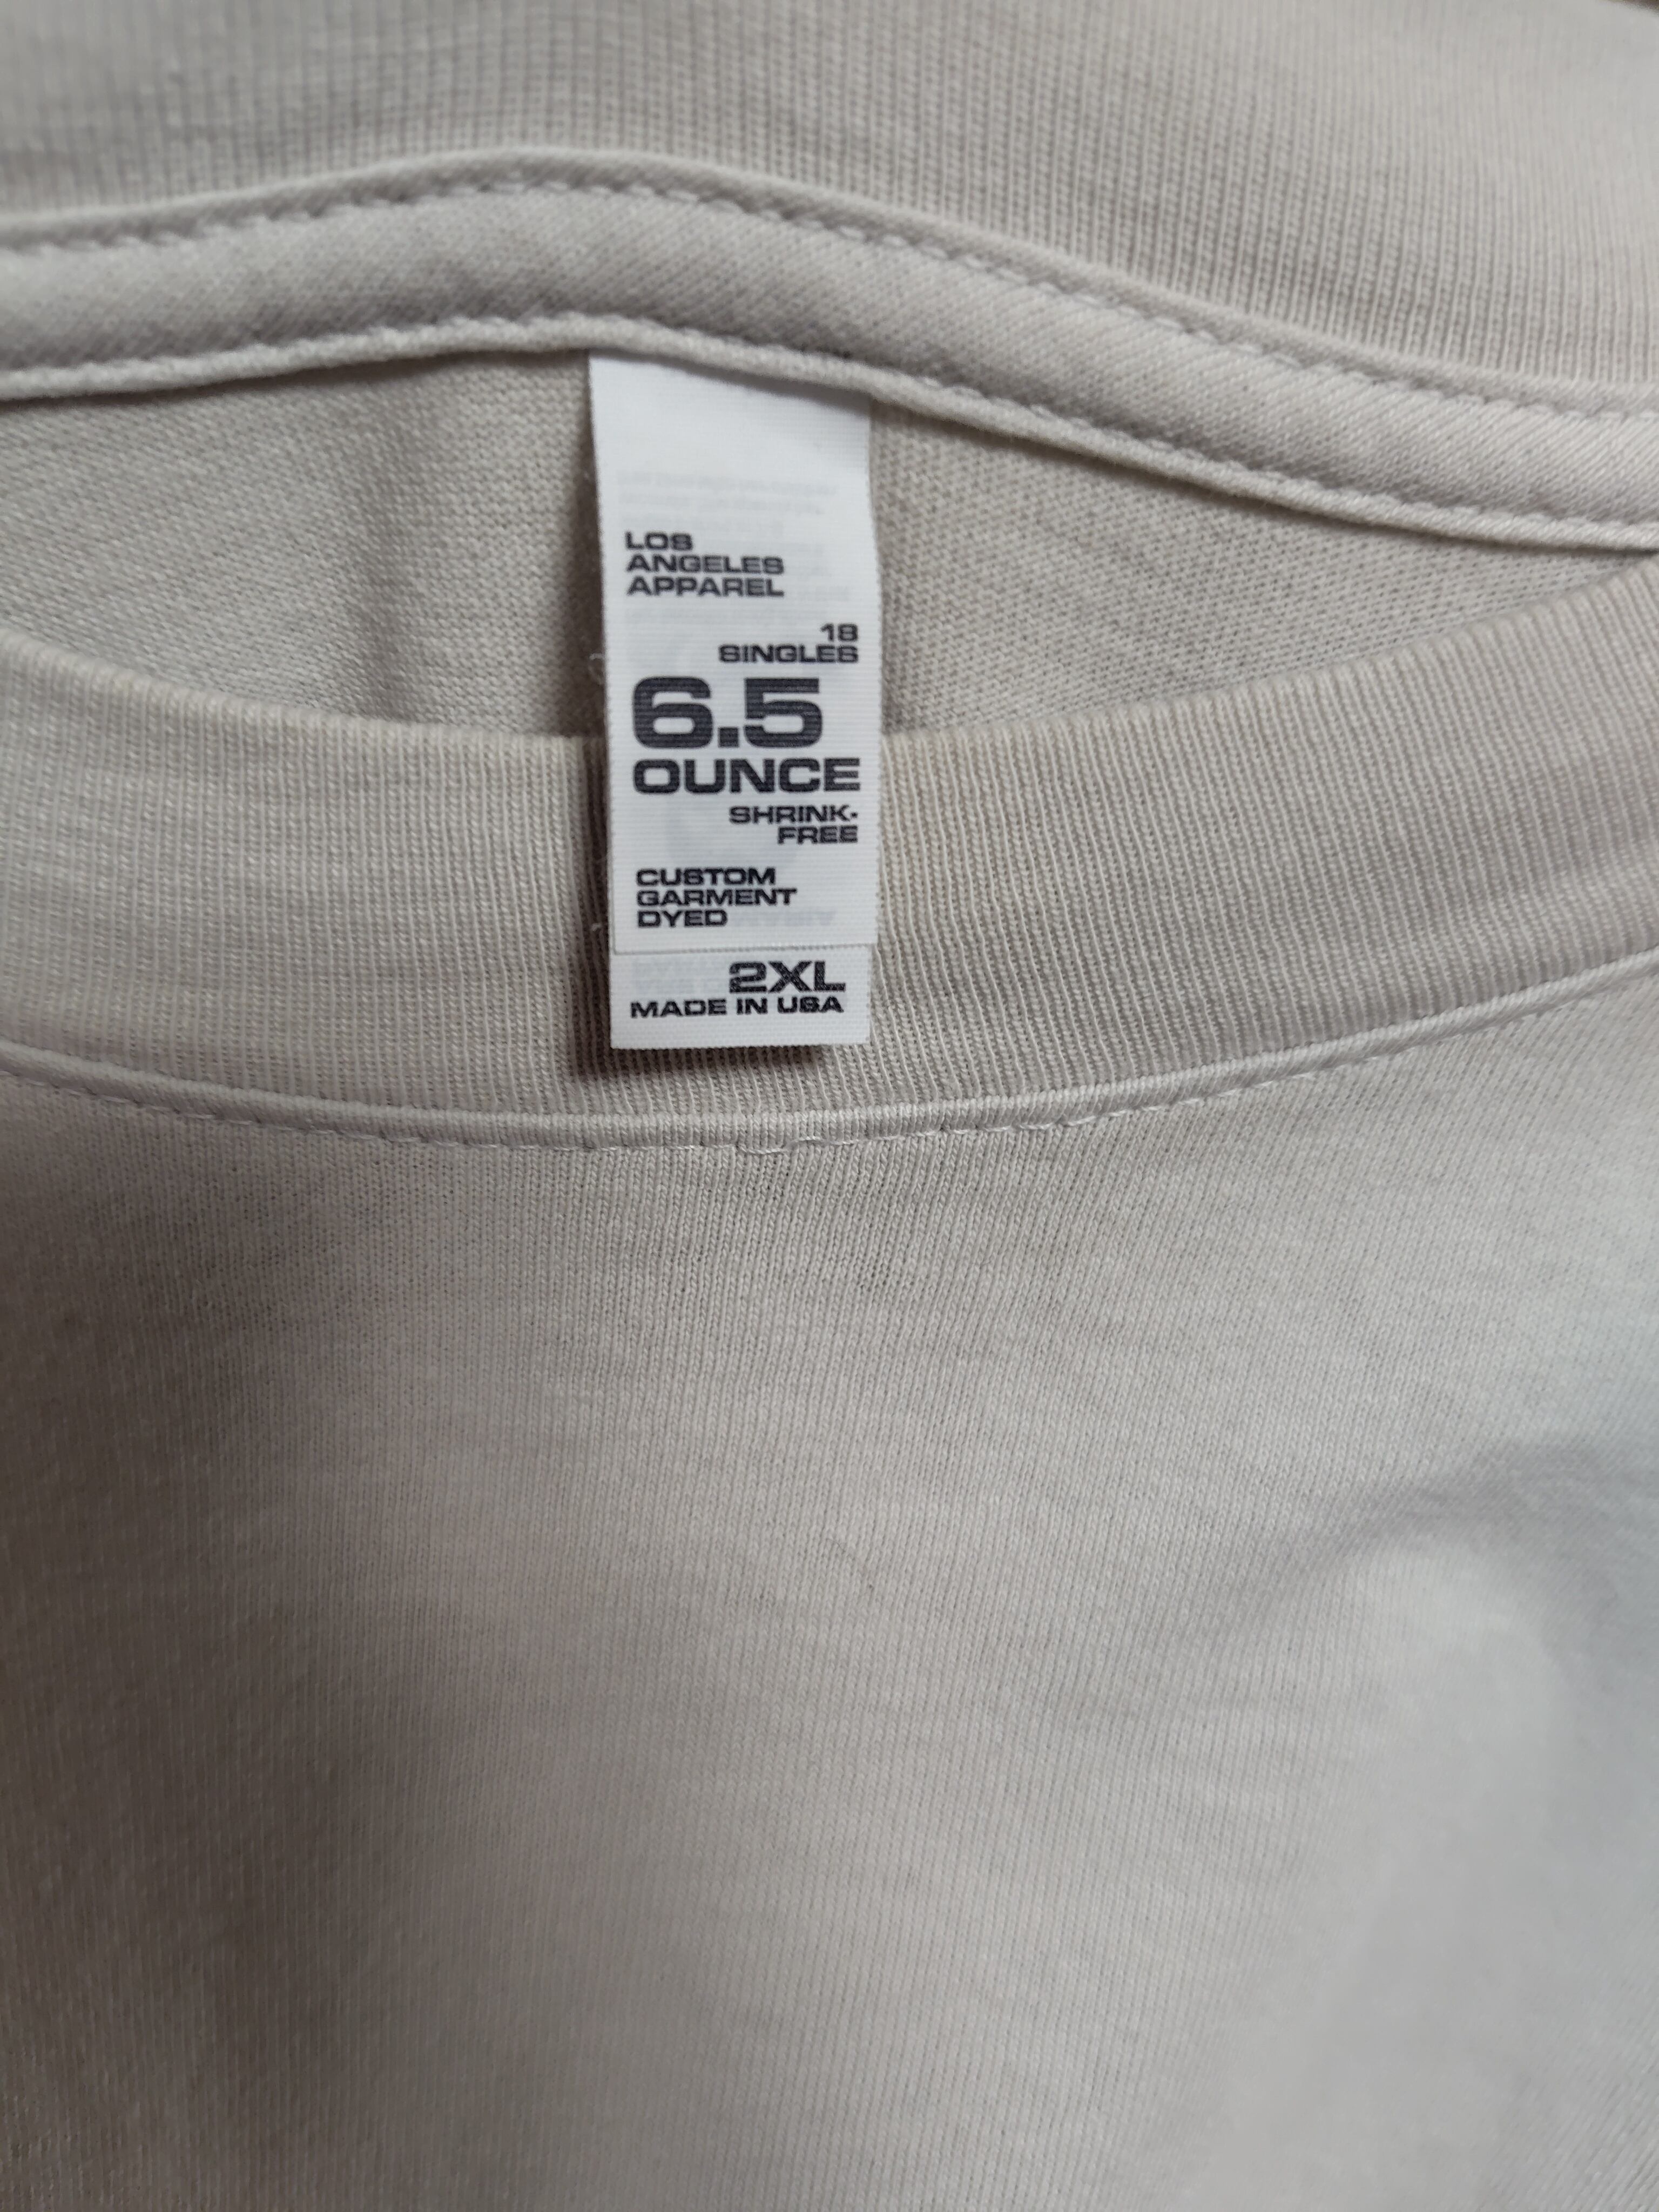 LOS
ANGELES
APPAREL
18
SINGLES
6.5
OUNCE
SHRINK-
FREE
CUSTOM
GARMENT
DYED
2XL
MADE IN USA